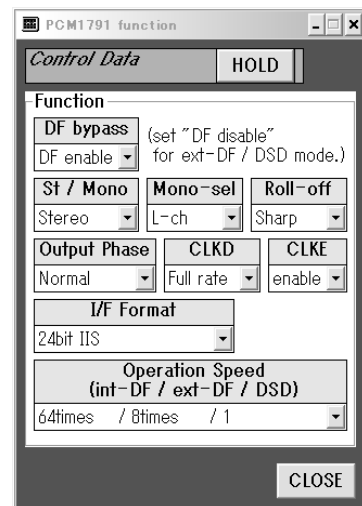 PCM1791 function
Control Data
HOLD
Function
DF bypass
(set "DF disable"
DF enable
for ext-DF / DSD mode.)
St / Mono Mono-sel Roll-off
Stereo L-ch Sharp
Output Phase CLKD CLKE
Normal Full rate enable
I/F Format
24bit IIS
Operation Speed
(int-DF / ext-DF / DSD)
64times / 8times / 1
CLOSE